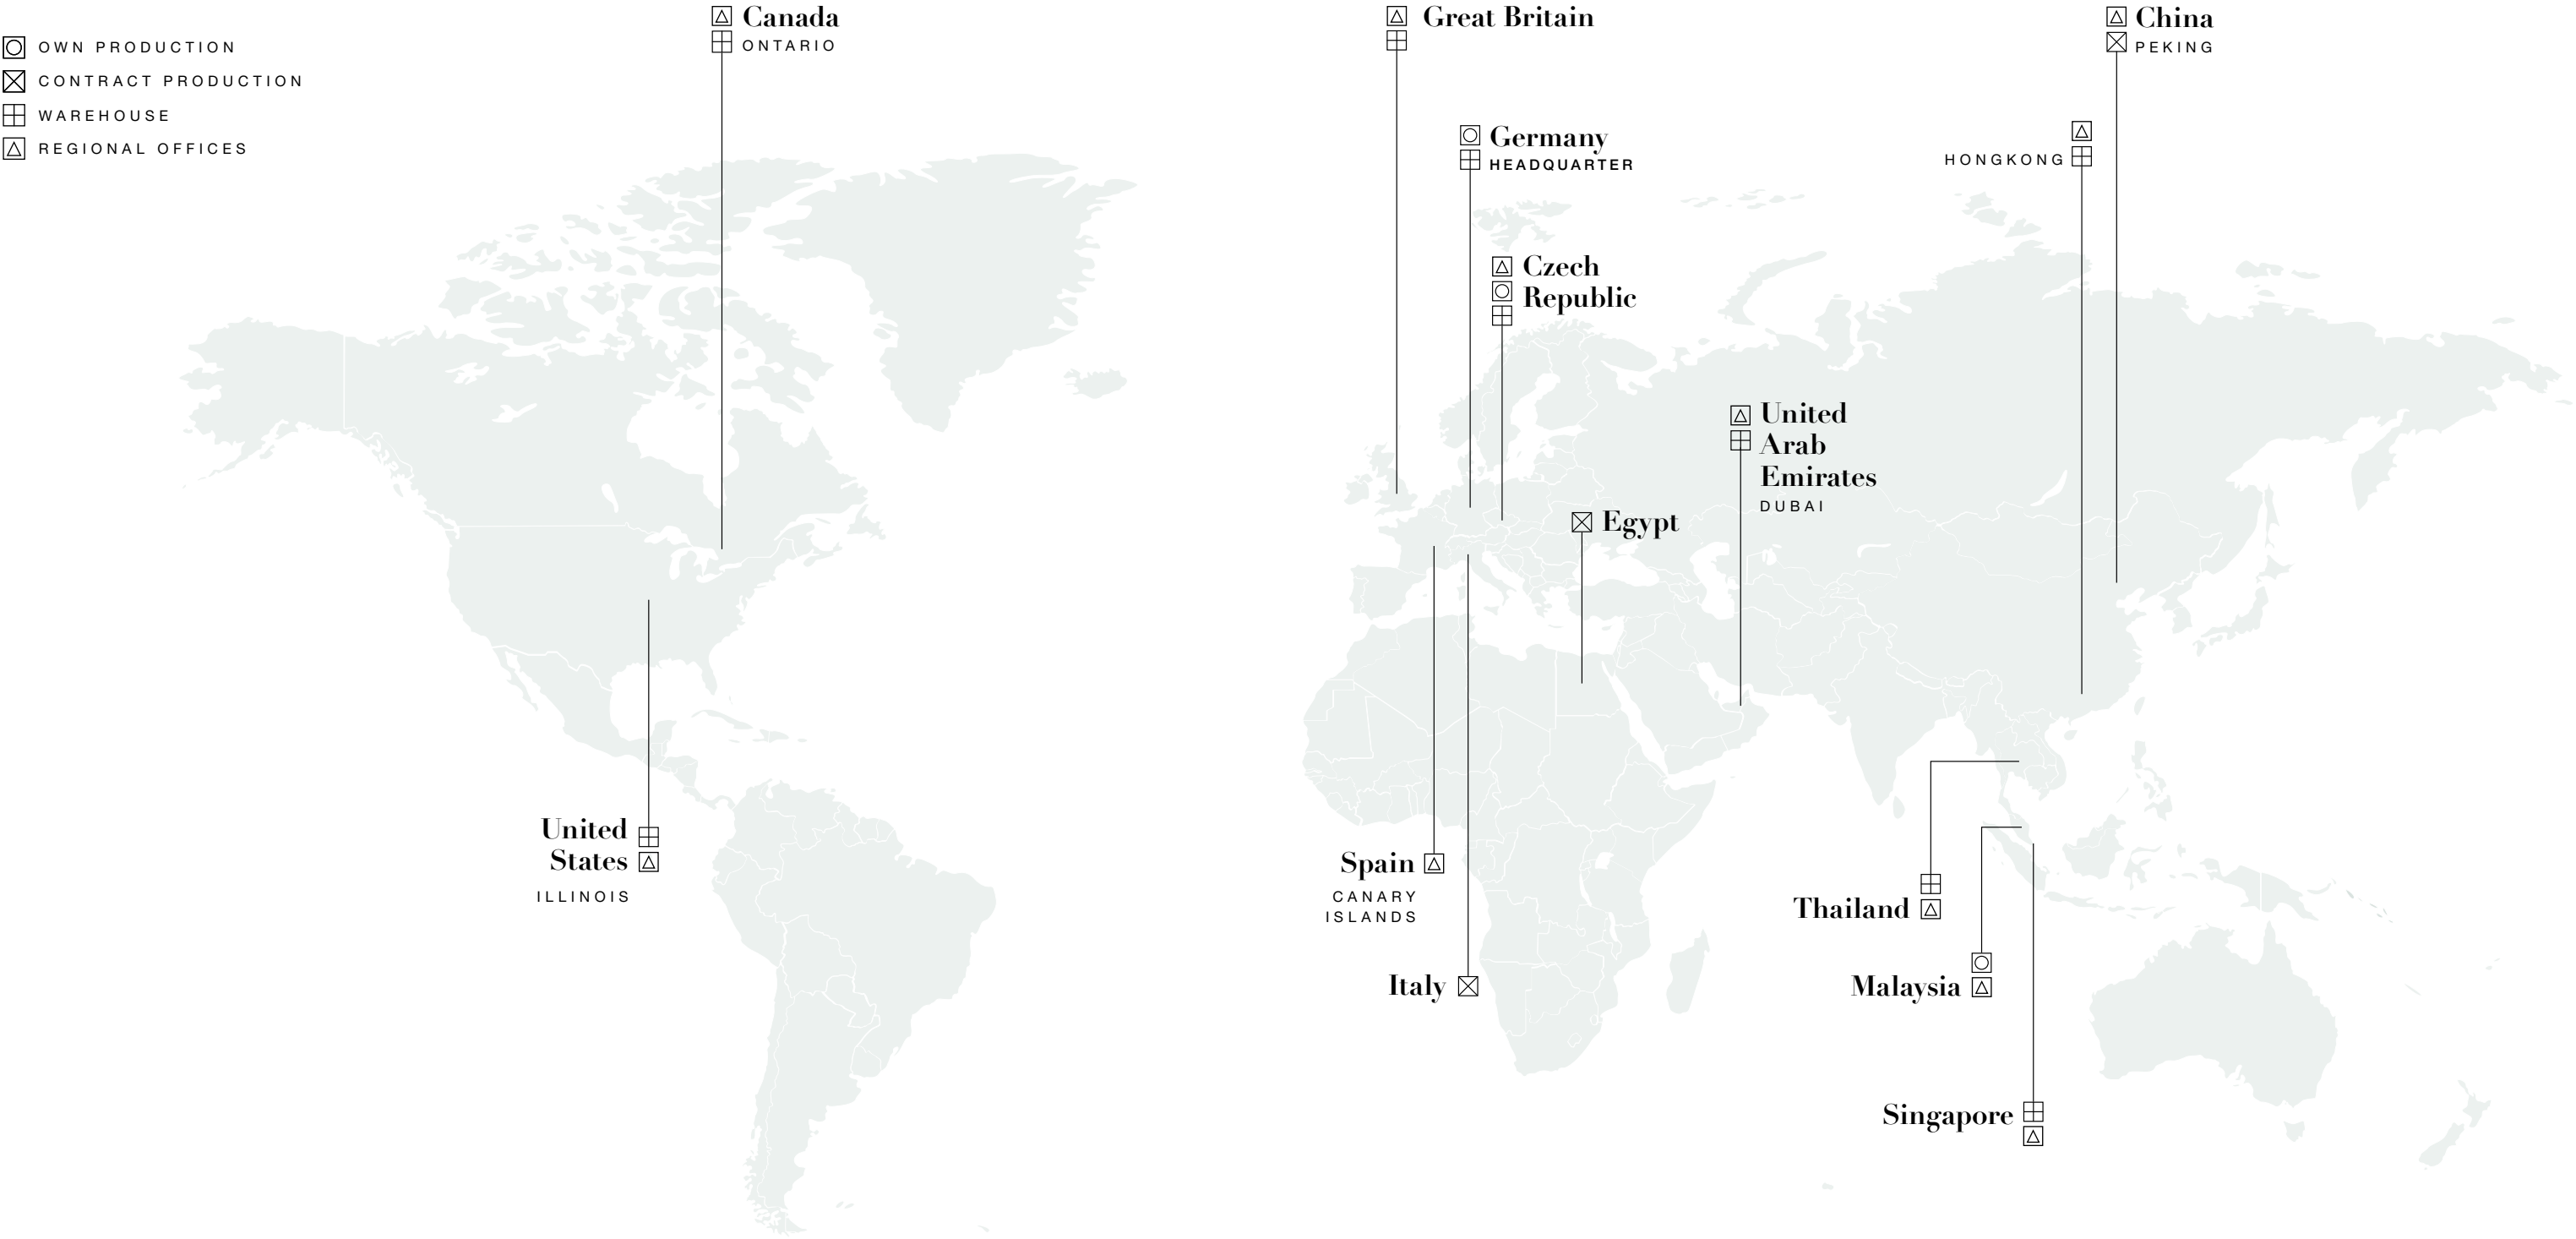 OWN PRODUCTION
CONTRACT PRODUCTION
WAREHOUSE
REGIONAL OFFICES
Canada
ONTARIO
Great Britain
China
PEKING
Germany
HEADQUARTER
HONGKONG
Czech
Republic
United
Arab
Emirates
DUBAI
Egypt
United
States
ILLINOIS
Spain
CANARY
ISLANDS
Thailand
Italy
Malaysia
Singapore